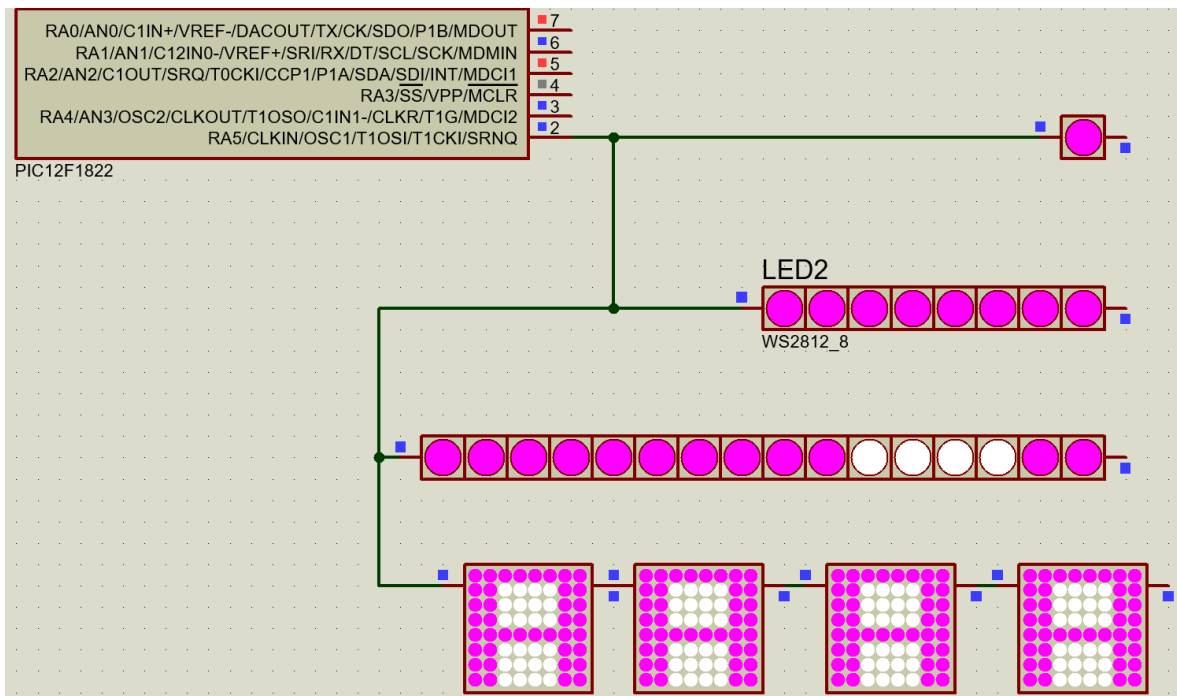 RA0/AN0/C1IN+/VREF-/DACOUT/TX/CK/SDO/P1B/MDOUT 7
RA1/AN1/C12IN0-/VREF+/SRI/RX/DT/SCL/SCK/MDMIN 6
RA2/AN2/C1OUT/SRQ/T0CKI/CCP1/P1A/SDA/SDI/INT/MDCI1 5
RA3/SS/VPP/MCLR 4
RA4/AN3/OSC2/CLKOUT/T1OSO/C1IN1-/CLKR/T1G/MDCI2 3
RA5/CLKIN/OSC1/T1OSI/T1CKI/SRNQ 2
PIC12F1822
LED2
WS2812_8
A A A A